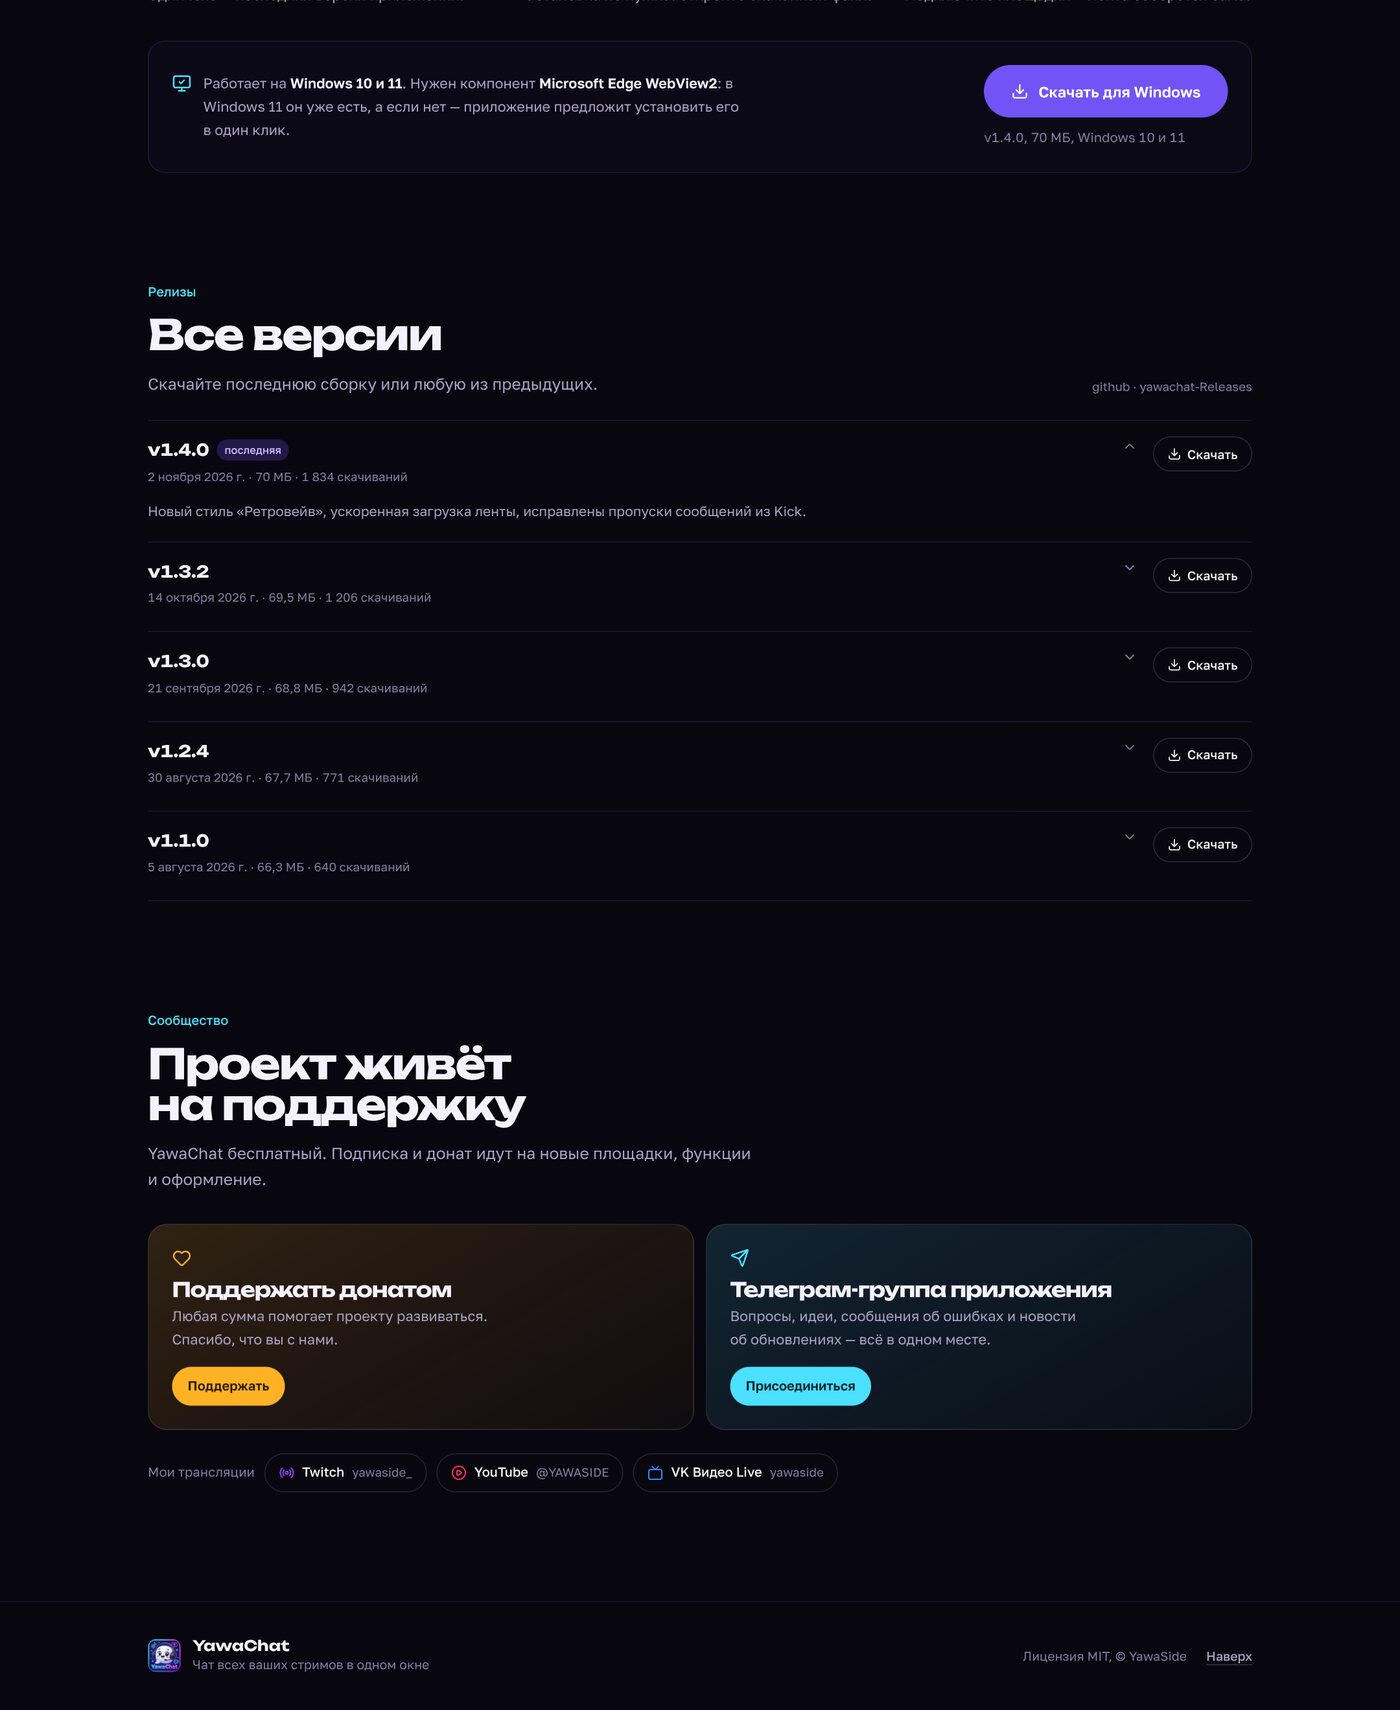 Работает на Windows 10 и 11. Нужен компонент Microsoft Edge WebView2: в
Windows 11 он уже есть, а если нет — приложение предложит установить его
в один клик.
Скачать для Windows
v1.4.0, 70 МБ, Windows 10 и 11
Релизы
Все версии
Скачайте последнюю сборку или любую из предыдущих.
github · yawachat-Releases
v1.4.0 последняя
Скачать
2 ноября 2026 г. · 70 МБ · 1 834 скачиваний
Новый стиль «Ретровейв», ускоренная загрузка ленты, исправлены пропуски сообщений из Kick.
v1.3.2
Скачать
14 октября 2026 г. · 69,5 МБ · 1 206 скачиваний
v1.3.0
Скачать
21 сентября 2026 г. · 68,8 МБ · 942 скачиваний
v1.2.4
Скачать
30 августа 2026 г. · 67,7 МБ · 771 скачиваний
v1.1.0
Скачать
5 августа 2026 г. · 66,3 МБ · 640 скачиваний
Сообщество
Проект живёт
на поддержку
YawaChat бесплатный. Подписка и донат идут на новые площадки, функции
и оформление.
Поддержать донатом
Любая сумма помогает проекту развиваться.
Спасибо, что вы с нами.
Поддержать
Телеграм-группа приложения
Вопросы, идеи, сообщения об ошибках и новости
об обновлениях — всё в одном месте.
Присоединиться
Мои трансляции
Twitch yawaside_
YouTube @YAWASIDE
VK Видео Live yawaside
YawaChat
YawaChat
Чат всех ваших стримов в одном окне
Лицензия MIT, © YawaSide
Наверх